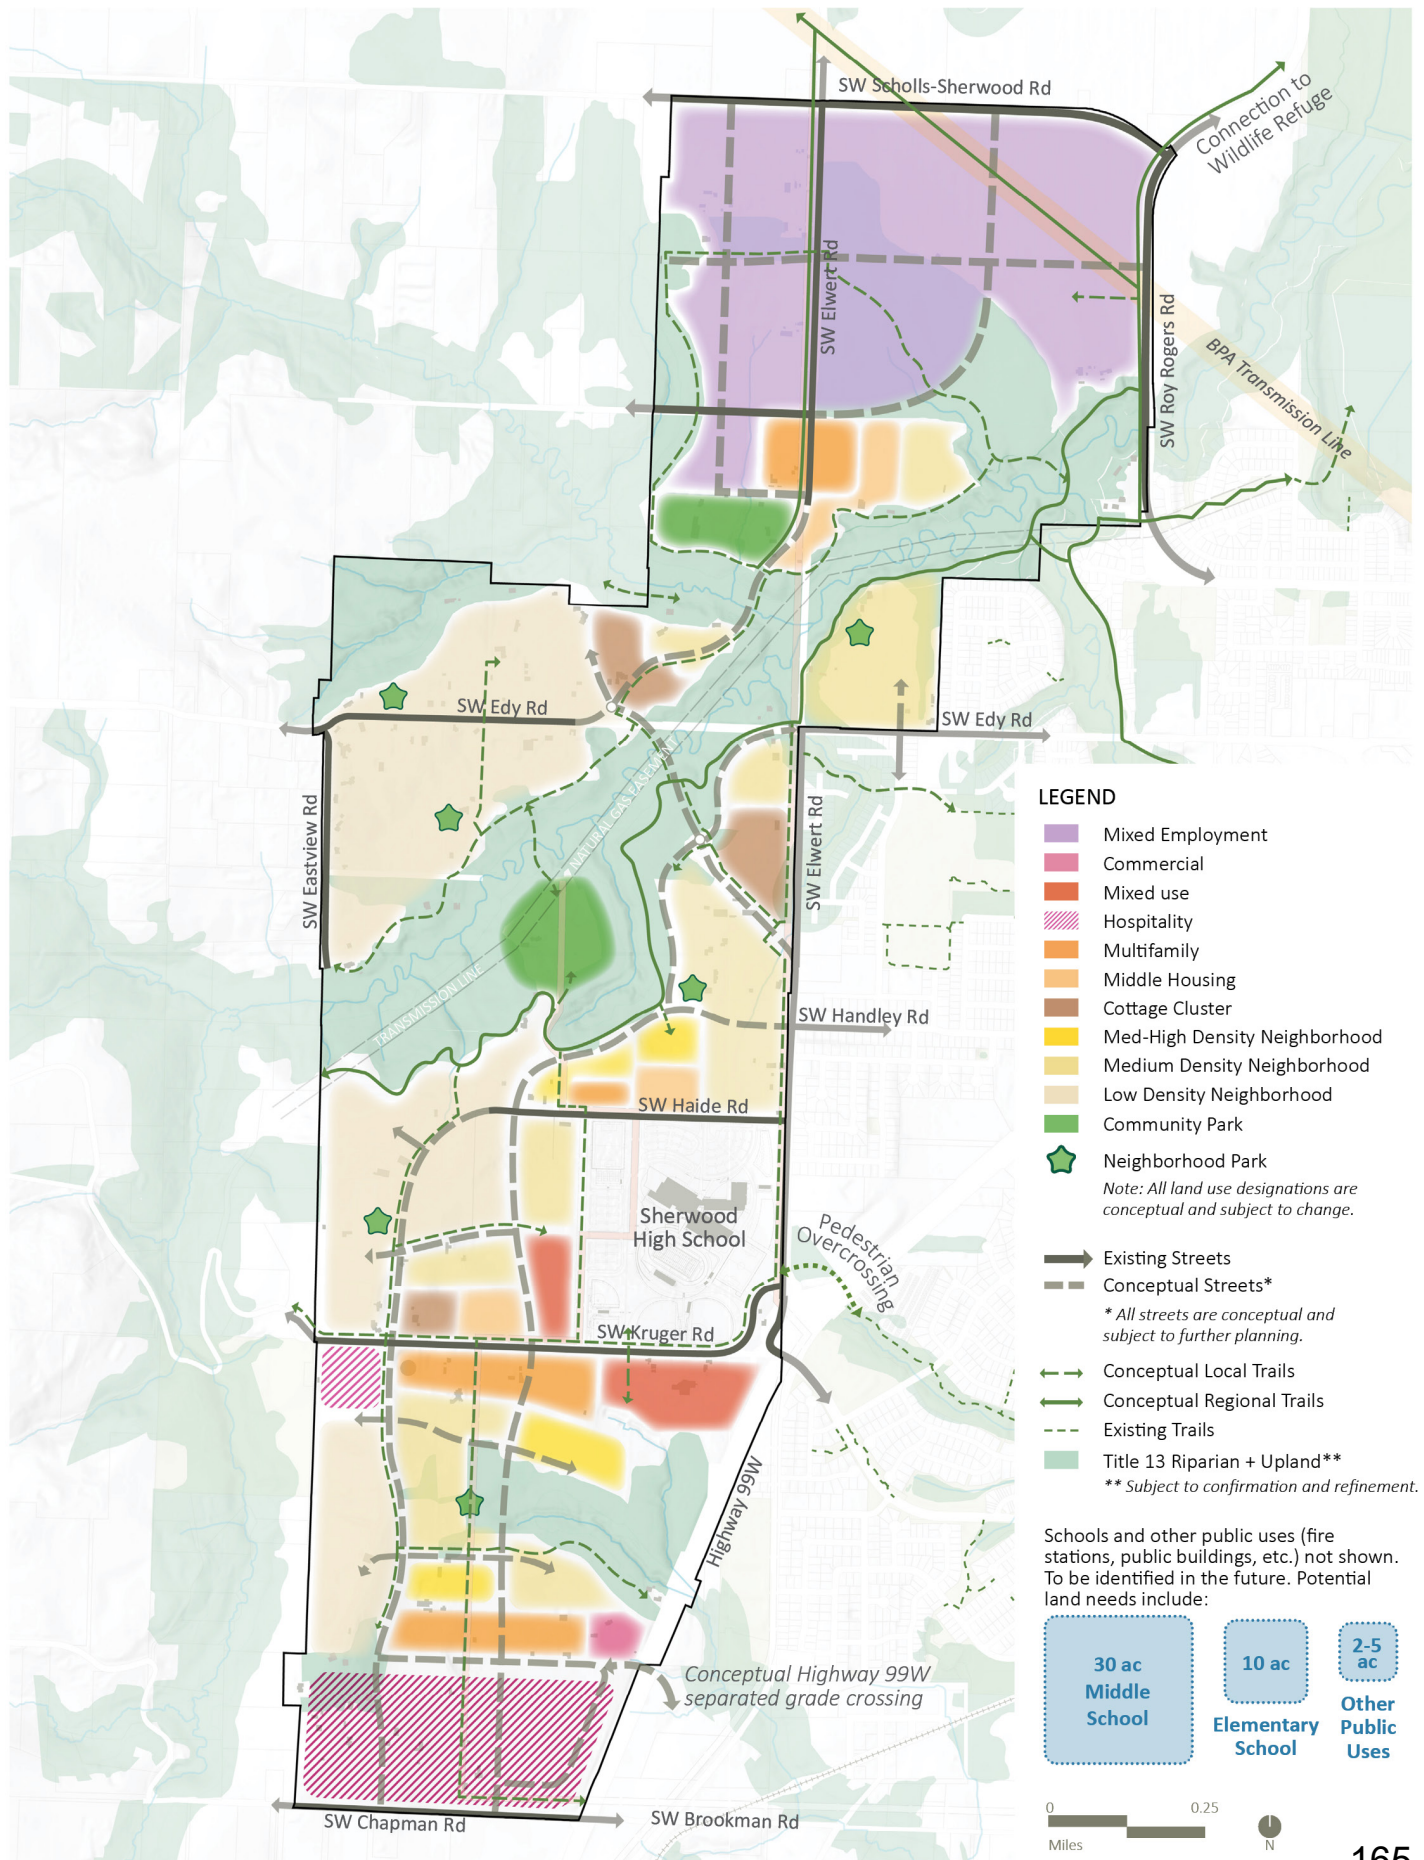 SW Scholls-Sherwood Rd
Connection to
Wildlife Refuge
SW Elwert Rd
SW Roy Rogers Rd
BPA Transmission Line
SW Edy Rd
SW Edy Rd
NATURAL GAS EASEMENT
SW Eastview Rd
SW Elwert Rd
TRANSMISSION LINE
SW Handley Rd
SW Haide Rd
Sherwood
High School
Pedestrian
Overcrossing
SW Kruger Rd
Highway 99W
Conceptual Highway 99W
separated grade crossing
SW Chapman Rd
SW Brookman Rd
LEGEND
Mixed Employment
Commercial
Mixed use
Hospitality
Multifamily
Middle Housing
Cottage Cluster
Med-High Density Neighborhood
Medium Density Neighborhood
Low Density Neighborhood
Community Park
Neighborhood Park
Note: All land use designations are
conceptual and subject to change.
Existing Streets
Conceptual Streets*
* All streets are conceptual and
subject to further planning.
Conceptual Local Trails
Conceptual Regional Trails
Existing Trails
Title 13 Riparian + Upland**
** Subject to confirmation and refinement.
Schools and other public uses (fire
stations, public buildings, etc.) not shown.
To be identified in the future. Potential
land needs include:
30 ac
Middle
School
10 ac
Elementary
School
2-5
ac
Other
Public
Uses
0 0.25
Miles
N
165